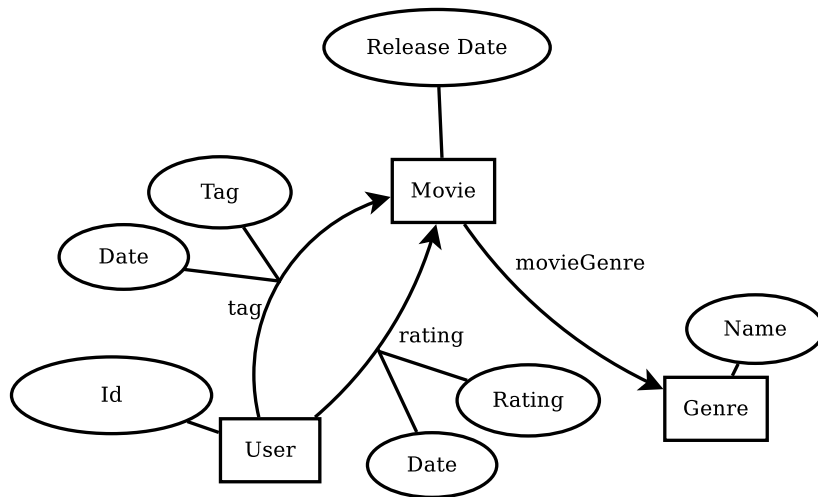 Release Date
Tag
Movie
Date
movieGenre
tag
rating
Name
Id
Rating
Genre
User
Date